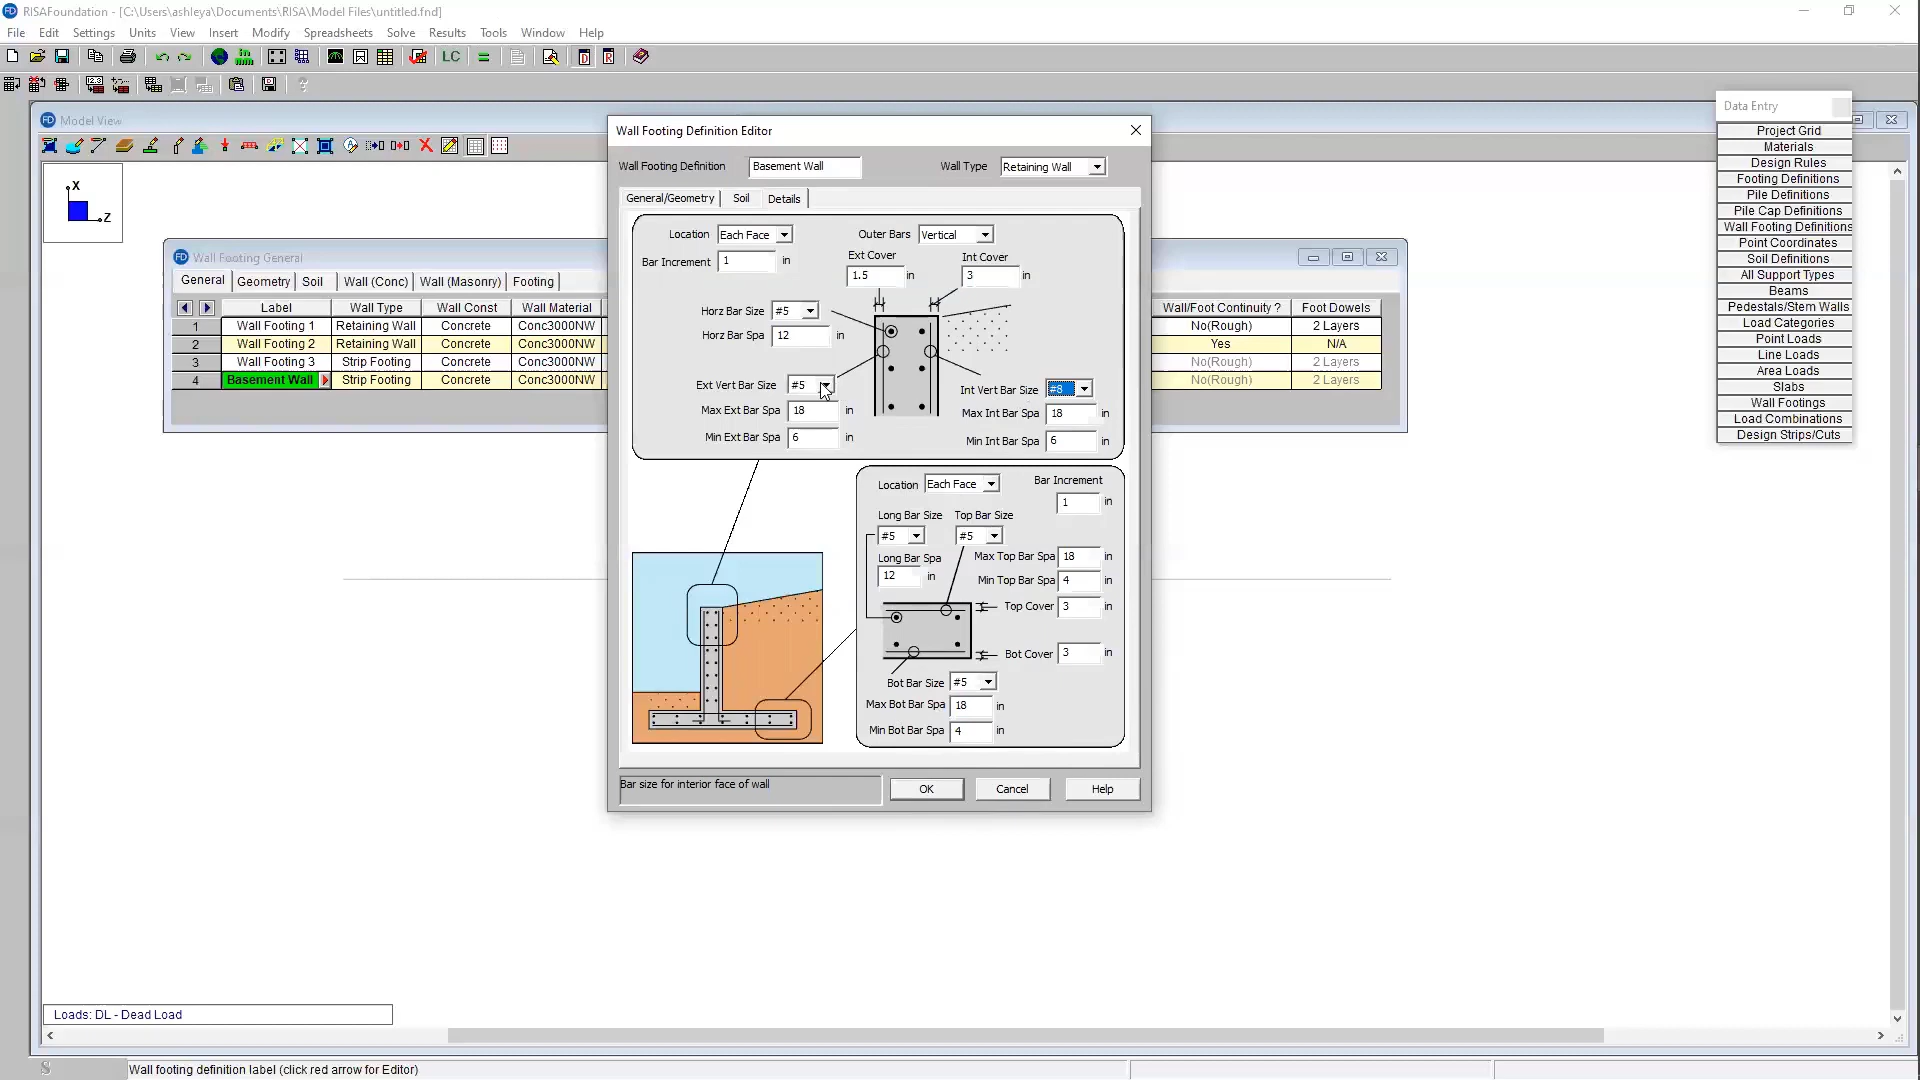 RISAFoundation - [C:\Users\ashleya\Documents\RISA\Model Files\untitled.fnd]
File Edit Settings Units View Insert Modify Spreadsheets Solve Results Tools Window Help
LC
Model View
X
Z
Wall Footing General
General Geometry Soil Wall (Conc) Wall (Masonry) Footing
Label Wall Type Wall Const Wall Material Wall/Foot Continuity ? Foot Dowels
1 Wall Footing 1 Retaining Wall Concrete Conc3000NW No(Rough) 2 Layers
2 Wall Footing 2 Retaining Wall Concrete Conc3000NW Yes N/A
3 Wall Footing 3 Strip Footing Concrete Conc3000NW No(Rough) 2 Layers
4 Basement Wall Strip Footing Concrete Conc3000NW No(Rough) 2 Layers
Wall Footing Definition Editor
Wall Footing Definition Basement Wall Wall Type Retaining Wall
General/Geometry Soil Details
Location Each Face Outer Bars Vertical
Bar Increment 1 in
Ext Cover Int Cover
1.5 in 3 in
Horz Bar Size #5
Horz Bar Spa 12 in
Ext Vert Bar Size #5 Int Vert Bar Size #8
Max Ext Bar Spa 18 in Max Int Bar Spa 18 in
Min Ext Bar Spa 6 in Min Int Bar Spa 6 in
Location Each Face Bar Increment
1 in
Long Bar Size Top Bar Size
#5 #5
Long Bar Spa Max Top Bar Spa 18 in
12 in Min Top Bar Spa 4 in
Top Cover 3 in
Bot Cover 3 in
Bot Bar Size #5
Max Bot Bar Spa 18 in
Min Bot Bar Spa 4 in
Bar size for interior face of wall
OK Cancel Help
Data Entry
Project Grid
Materials
Design Rules
Footing Definitions
Pile Definitions
Pile Cap Definitions
Wall Footing Definitions
Point Coordinates
Soil Definitions
All Support Types
Beams
Pedestals/Stem Walls
Load Categories
Point Loads
Line Loads
Area Loads
Slabs
Wall Footings
Load Combinations
Design Strips/Cuts
Loads: DL - Dead Load
S Wall footing definition label (click red arrow for Editor)